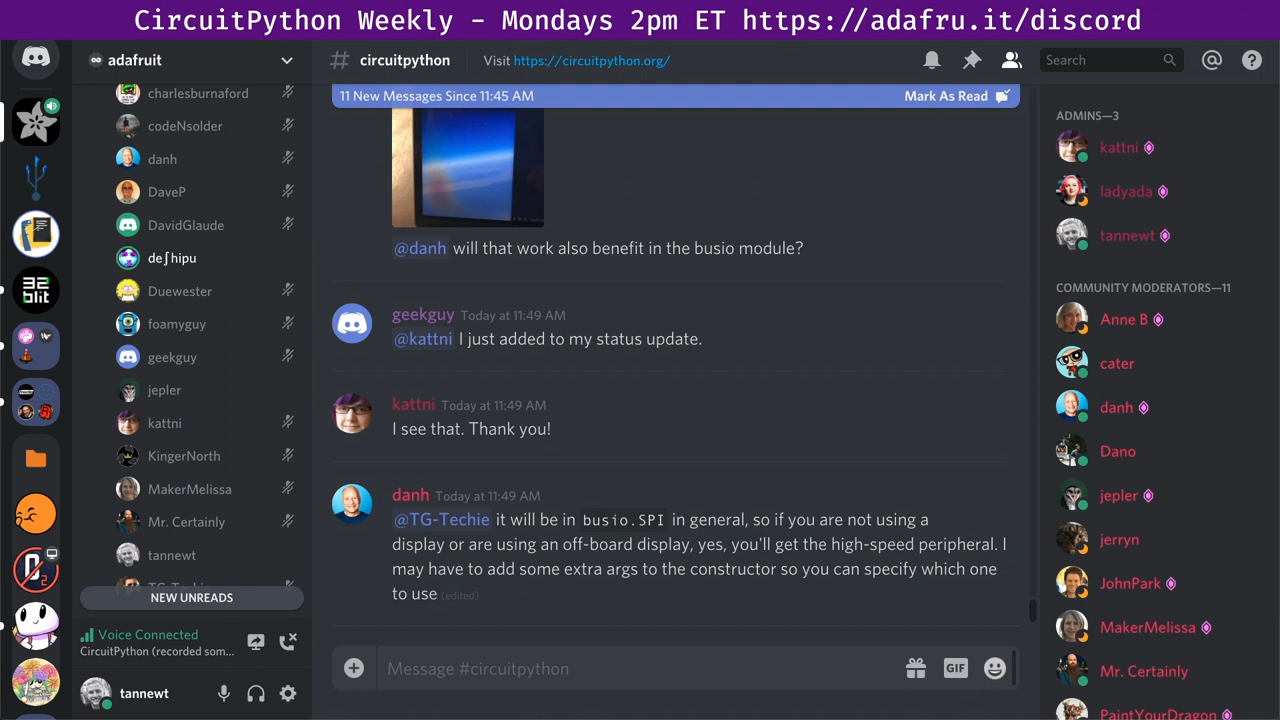 CircuitPython Weekly - Mondays 2pm ET https://adafru.it/discord
adafruit
charlesburnaford
codeNsolder
danh
DaveP
DavidGlaude
de∫hipu
Duewester
foamyguy
geekguy
jepler
kattni
KingerNorth
MakerMelissa
Mr. Certainly
tannewt
NEW UNREADS
Voice Connected
CircuitPython (recorded som...
tannewt
32
blit
# circuitpython
Visit https://circuitpython.org/
11 New Messages Since 11:45 AM
Mark As Read
@danh will that work also benefit in the busio module?
geekguy Today at 11:49 AM
@kattni I just added to my status update.
kattni Today at 11:49 AM
I see that. Thank you!
danh Today at 11:49 AM
@TG-Techie it will be in busio.SPI in general, so if you are not using a
display or are using an off-board display, yes, you'll get the high-speed peripheral. I
may have to add some extra args to the constructor so you can specify which one
to use (edited)
Message #circuitpython
GIF
Search
ADMINS—3
kattni
ladyada
tannewt
COMMUNITY MODERATORS—11
Anne B
cater
danh
Dano
jepler
jerryn
JohnPark
MakerMelissa
Mr. Certainly
PaintYourDragon